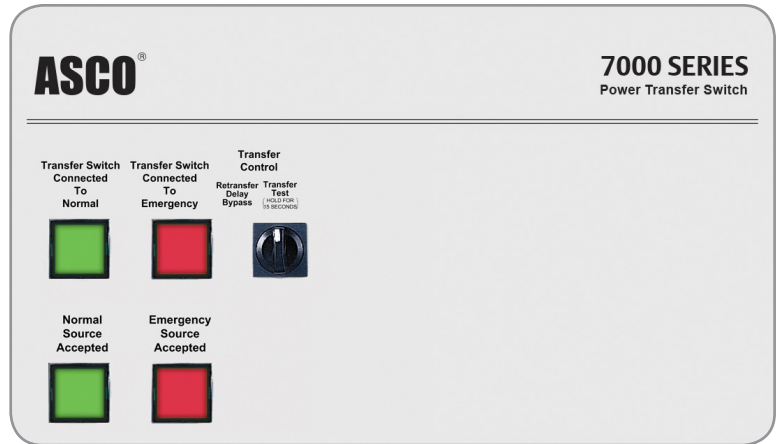 ASCO®
7000 SERIES
Power Transfer Switch
Transfer Switch
Connected
To
Normal
Transfer Switch
Connected
To
Emergency
Transfer
Control
Retransfer
Delay
Bypass
Transfer
Test
(HOLD FOR
15 SECONDS)
Normal
Source
Accepted
Emergency
Source
Accepted